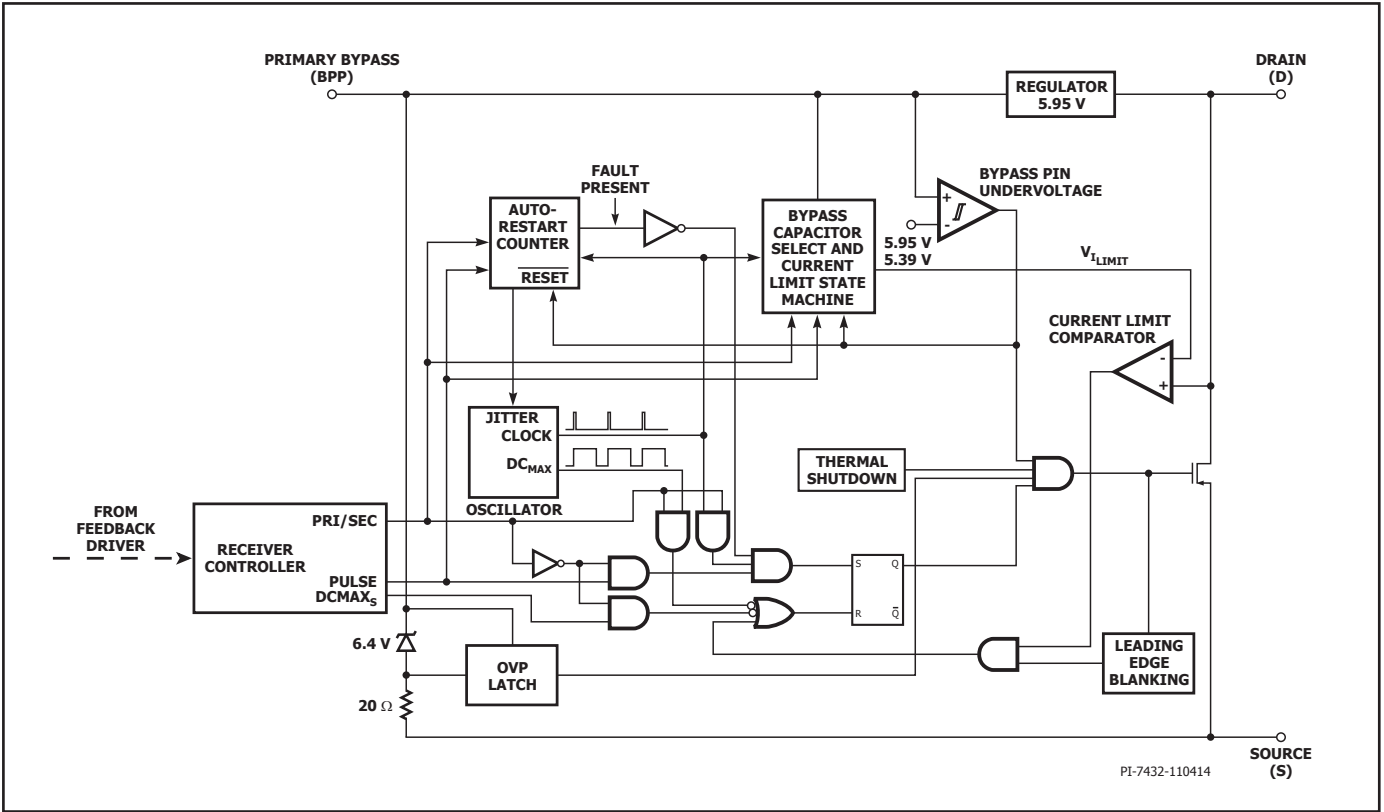 PRIMARY BYPASS
(BPP)
DRAIN
(D)
REGULATOR
5.95 V
FAULT
PRESENT
BYPASS PIN
UNDERVOLTAGE
AUTO-
RESTART
COUNTER
RESET
BYPASS
CAPACITOR
SELECT AND
CURRENT
LIMIT STATE
MACHINE
+
-
5.95 V
5.39 V
VILIMIT
CURRENT LIMIT
COMPARATOR
-
+
JITTER
CLOCK
DCMAX
OSCILLATOR
THERMAL
SHUTDOWN
FROM
FEEDBACK
DRIVER
RECEIVER
CONTROLLER
PRI/SEC
PULSE
DCMAXS
S Q
R Q̅
6.4 V
OVP
LATCH
LEADING
EDGE
BLANKING
20 Ω
SOURCE
(S)
PI-7432-110414